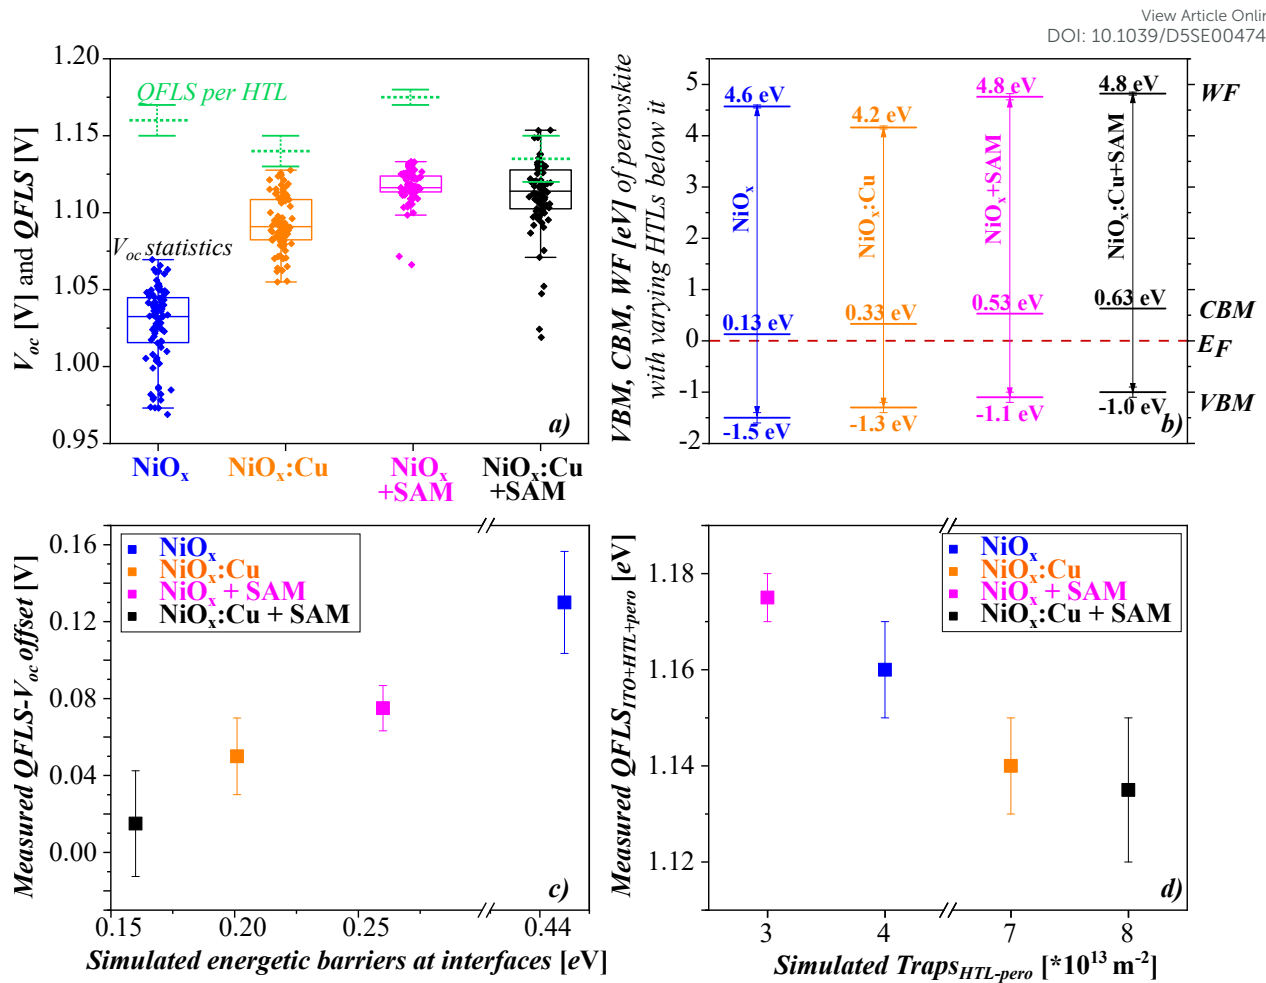 View Article Onlin
DOI: 10.1039/D5SE00474
1.20
1.15
1.10
1.05
1.00
0.95
V_oc [V] and QFLS [V]
QFLS per HTL
V_oc statistics
a)
NiO_x
NiO_x:Cu
NiO_x
+SAM
NiO_x:Cu
+SAM
VBM, CBM, WF [eV] of perovskite
with varying HTLs below it
5
4
3
2
1
0
-1
-2
4.6 eV
4.2 eV
4.8 eV
4.8 eV
WF
NiO_x
NiO_x:Cu
NiO_x+SAM
NiO_x:Cu+SAM
0.13 eV
0.33 eV
0.53 eV
0.63 eV
CBM
E_F
VBM
-1.5 eV
-1.3 eV
-1.1 eV
-1.0 eV
b)
Measured QFLS-V_oc offset [V]
0.16
0.12
0.08
0.04
0.00
NiO_x
NiO_x:Cu
NiO_x + SAM
NiO_x:Cu + SAM
c)
0.15
0.20
0.25
0.44
Simulated energetic barriers at interfaces [eV]
Measured QFLS_ITO+HTL+pero [eV]
1.18
1.16
1.14
1.12
NiO_x
NiO_x:Cu
NiO_x + SAM
NiO_x:Cu + SAM
d)
3
4
7
8
Simulated Traps_HTL-pero [*10^13 m^-2]